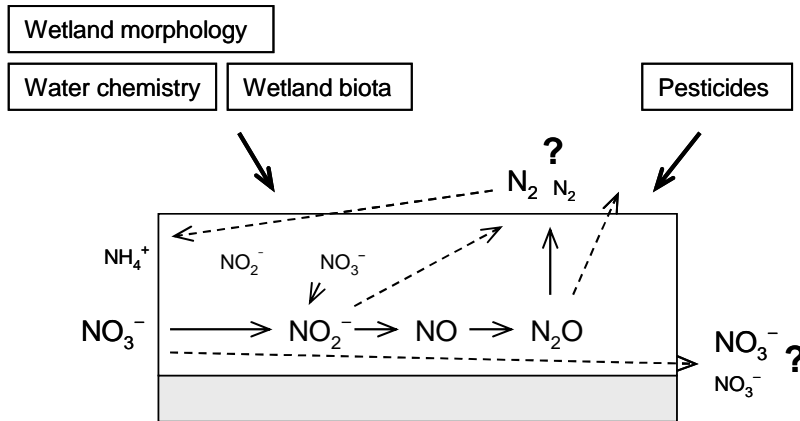 Wetland morphology
Water chemistry
Wetland biota
Pesticides
?
N₂ N₂
NH₄⁺
NO₂⁻
NO₃⁻
NO₃⁻
NO₂⁻
NO
N₂O
NO₃⁻
?
NO₃⁻